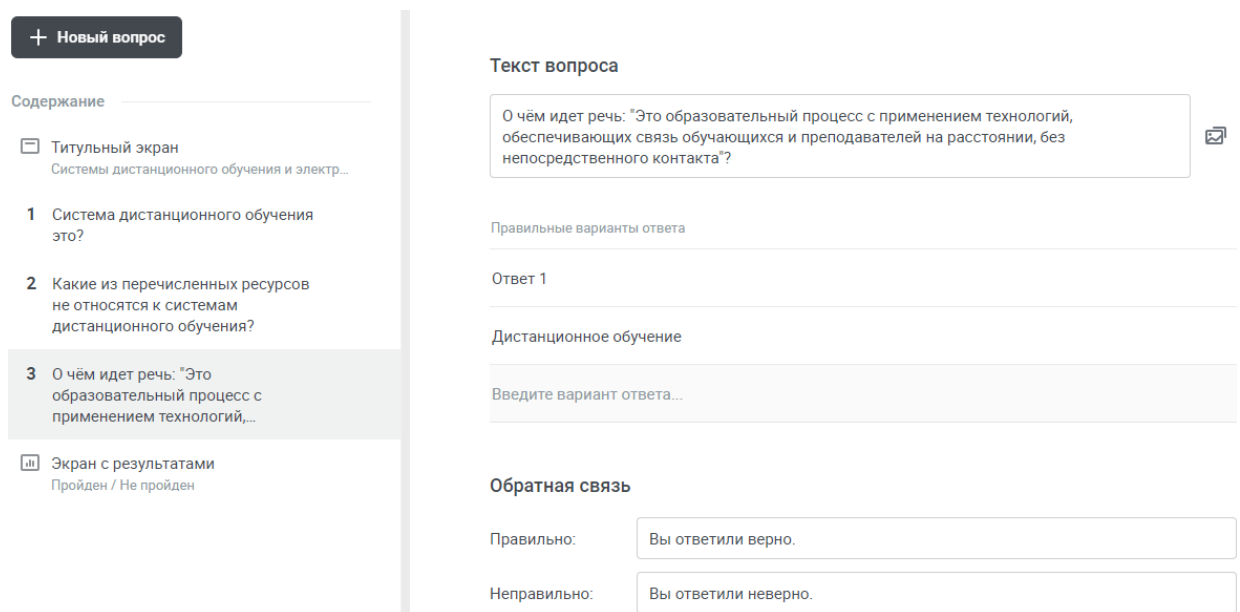 Новый вопрос
Содержание
Титульный экран
Системы дистанционного обучения и электр...
1 Система дистанционного обучения
это?
2 Какие из перечисленных ресурсов
не относятся к системам
дистанционного обучения?
3 О чём идет речь: "Это
образовательный процесс с
применением технологий,...
Экран с результатами
Пройден / Не пройден
Текст вопроса
О чём идет речь: "Это образовательный процесс с применением технологий,
обеспечивающих связь обучающихся и преподавателей на расстоянии, без
непосредственного контакта"?
Правильные варианты ответа
Ответ 1
Дистанционное обучение
Введите вариант ответа...
Обратная связь
Правильно: Вы ответили верно.
Неправильно: Вы ответили неверно.